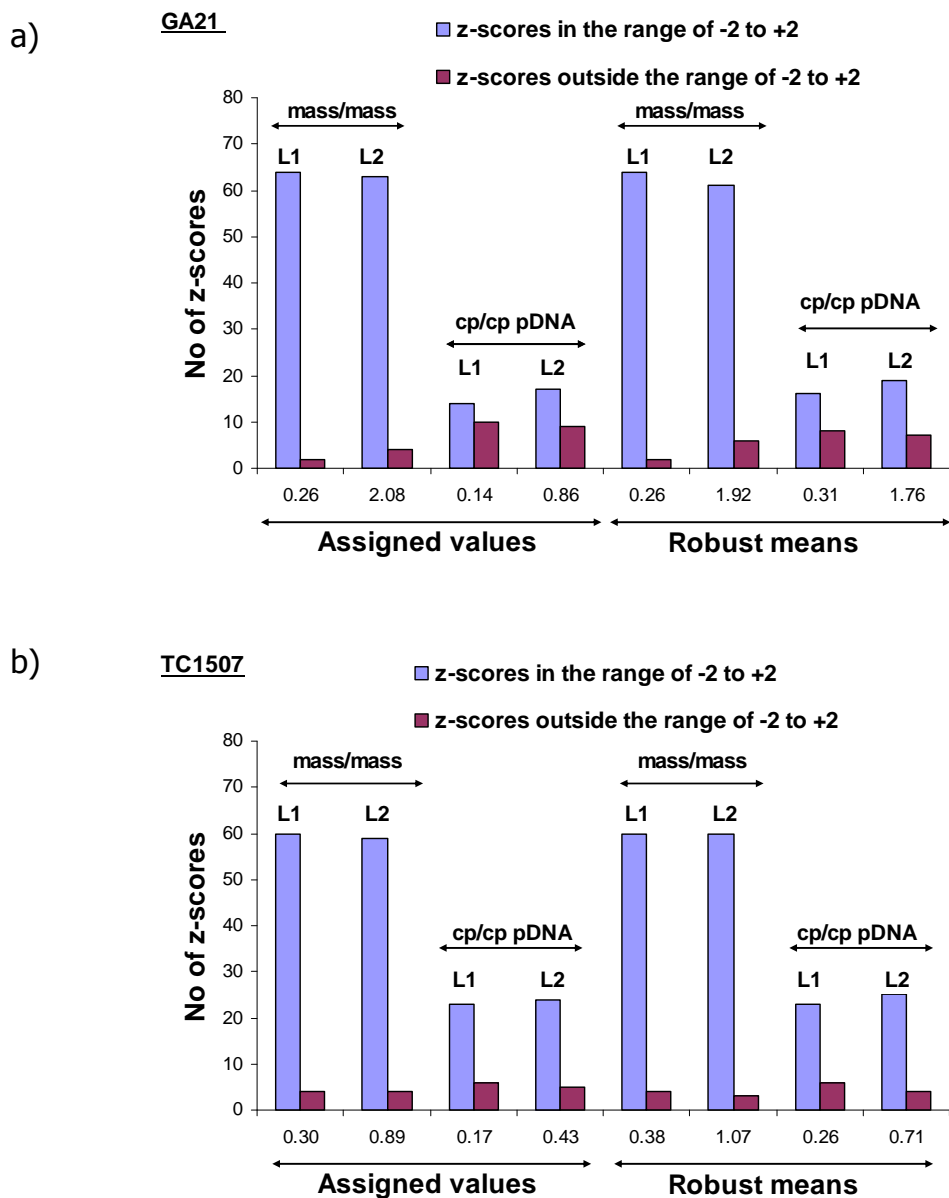 a)
GA21
z-scores in the range of -2 to +2
z-scores outside the range of -2 to +2
80
70
60
50
40
30
20
10
0
No of z-scores
mass/mass
L1 L2
cp/cp pDNA
L1 L2
mass/mass
L1 L2
cp/cp pDNA
L1 L2
0.26 2.08 0.14 0.86 0.26 1.92 0.31 1.76
Assigned values Robust means
b)
TC1507
z-scores in the range of -2 to +2
z-scores outside the range of -2 to +2
80
70
60
50
40
30
20
10
0
No of z-scores
mass/mass
L1 L2
cp/cp pDNA
L1 L2
mass/mass
L1 L2
cp/cp pDNA
L1 L2
0.30 0.89 0.17 0.43 0.38 1.07 0.26 0.71
Assigned values Robust means